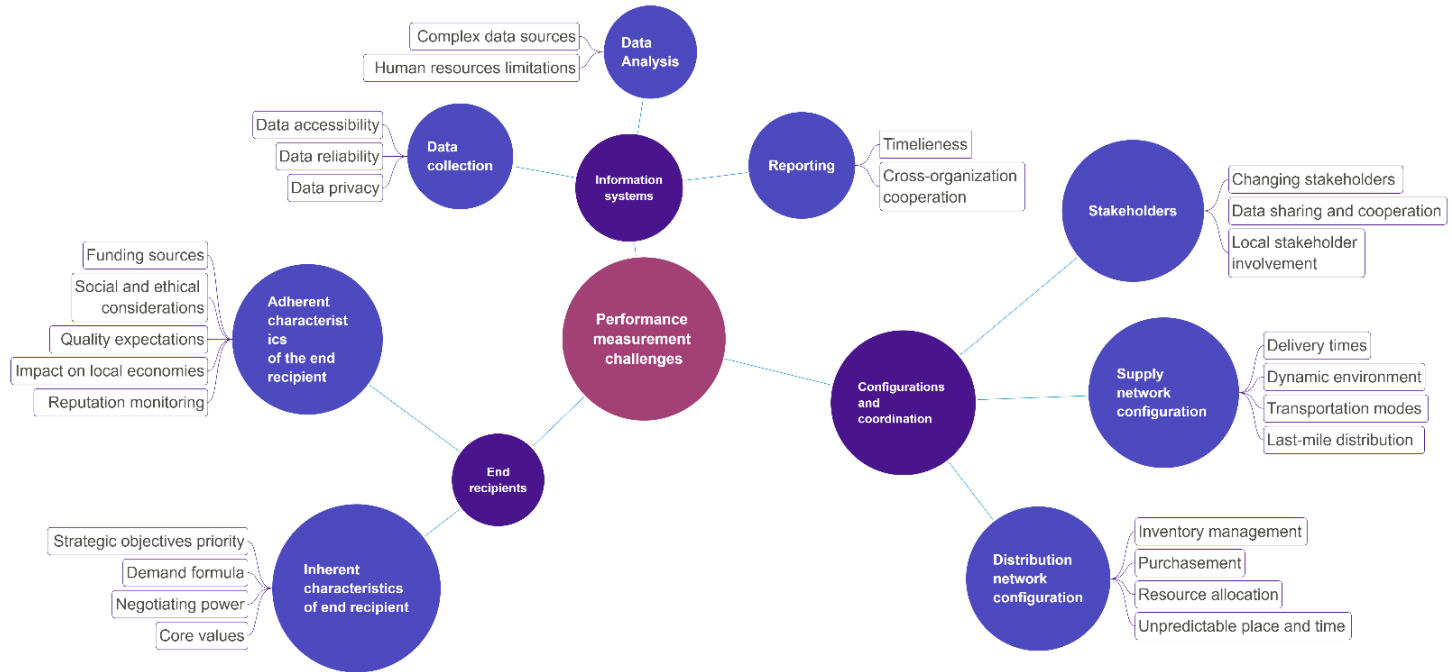 Complex data sources
Human resources limitations
Data
Analysis
Data accessibility
Data reliability
Data privacy
Data
collection
Information
systems
Reporting
Timelieness
Cross-organization
cooperation
Funding sources
Social and ethical
considerations
Quality expectations
Impact on local economies
Reputation monitoring
Adherent
characterist
ics
of the end
recipient
Performance
measurement
challenges
Stakeholders
Changing stakeholders
Data sharing and cooperation
Local stakeholder
involvement
Configurations
and
coordination
Supply
network
configuration
Delivery times
Dynamic environment
Transportation modes
Last-mile distribution
End
recipients
Strategic objectives priority
Demand formula
Negotiating power
Core values
Inherent
characteristics
of end recipient
Distribution
network
configuration
Inventory management
Purchasement
Resource allocation
Unpredictable place and time